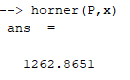 --> horner(P,x)
ans =
1262.8651